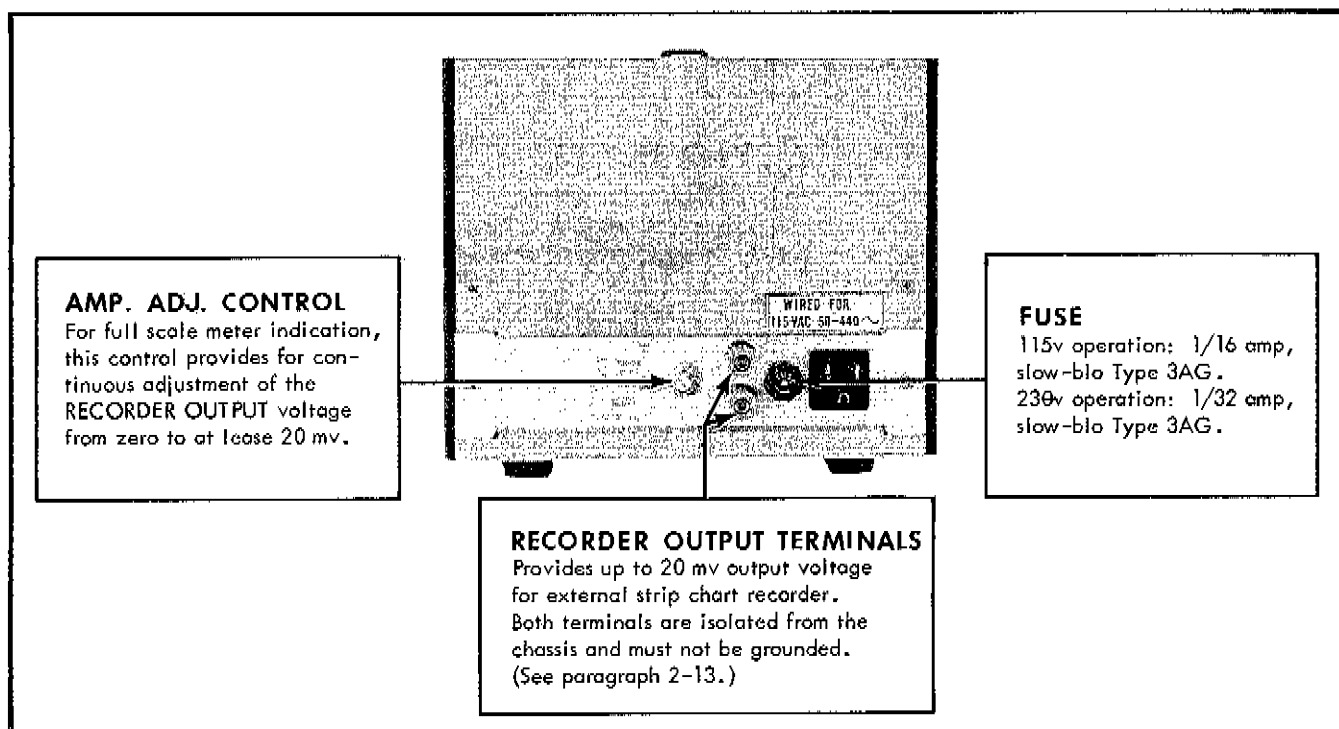 WIRED FOR
115VAC 50-440
AMP. ADJ. CONTROL
For full scale meter indication,
this control provides for con-
tinuous adjustment of the
RECORDER OUTPUT voltage
from zero to at lease 20 mv.
FUSE
115v operation: 1/16 amp,
slow-blo Type 3AG.
230v operation: 1/32 amp,
slow-blo Type 3AG.
RECORDER OUTPUT TERMINALS
Provides up to 20 mv output voltage
for external strip chart recorder.
Both terminals are isolated from the
chassis and must not be grounded.
(See paragraph 2-13.)